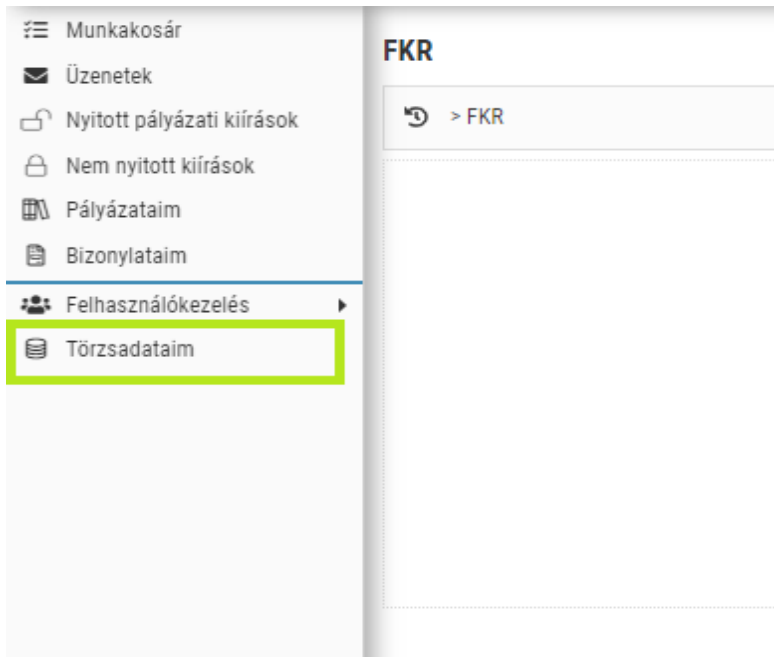 Munkakosár
Üzenetek
Nyitott pályázati kiírások
Nem nyitott kiírások
Pályázataim
Bizonylataim
Felhasználókezelés
Törzsadataim
FKR
> FKR